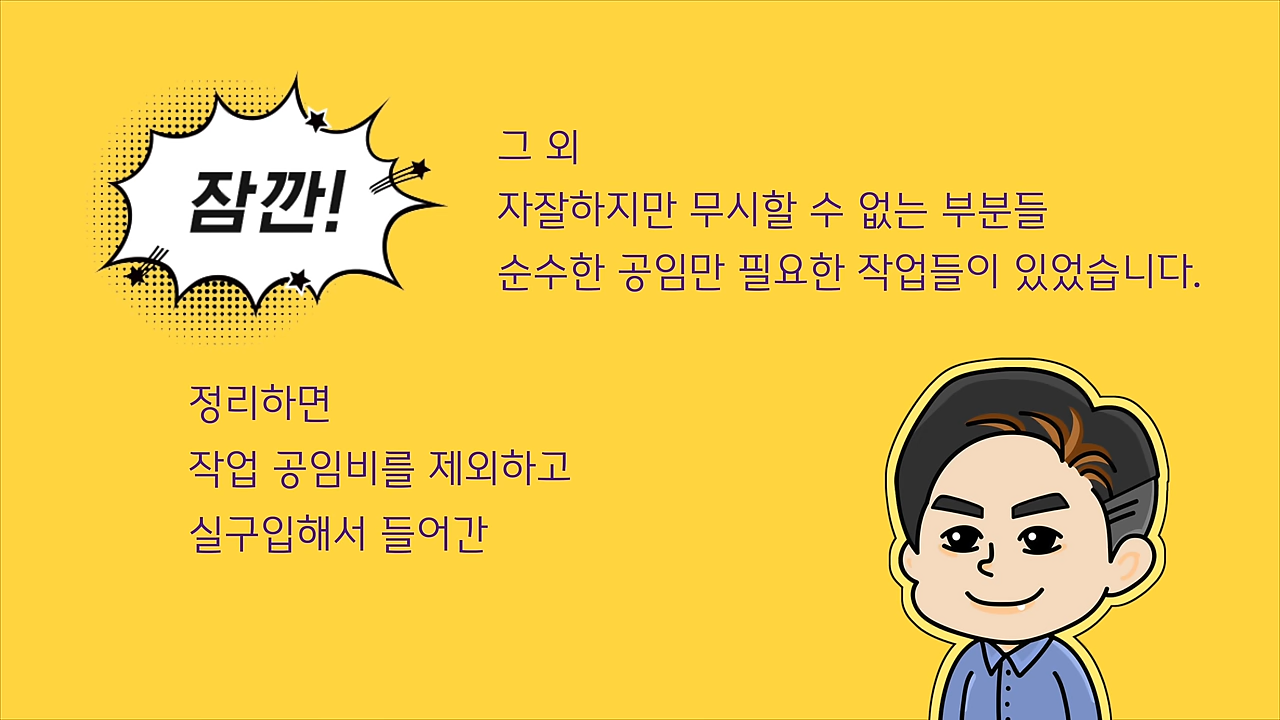 잠깐!
그 외
자잘하지만 무시할 수 없는 부분들
순수한 공임만 필요한 작업들이 있었습니다.
정리하면
작업 공임비를 제외하고
실구입해서 들어간